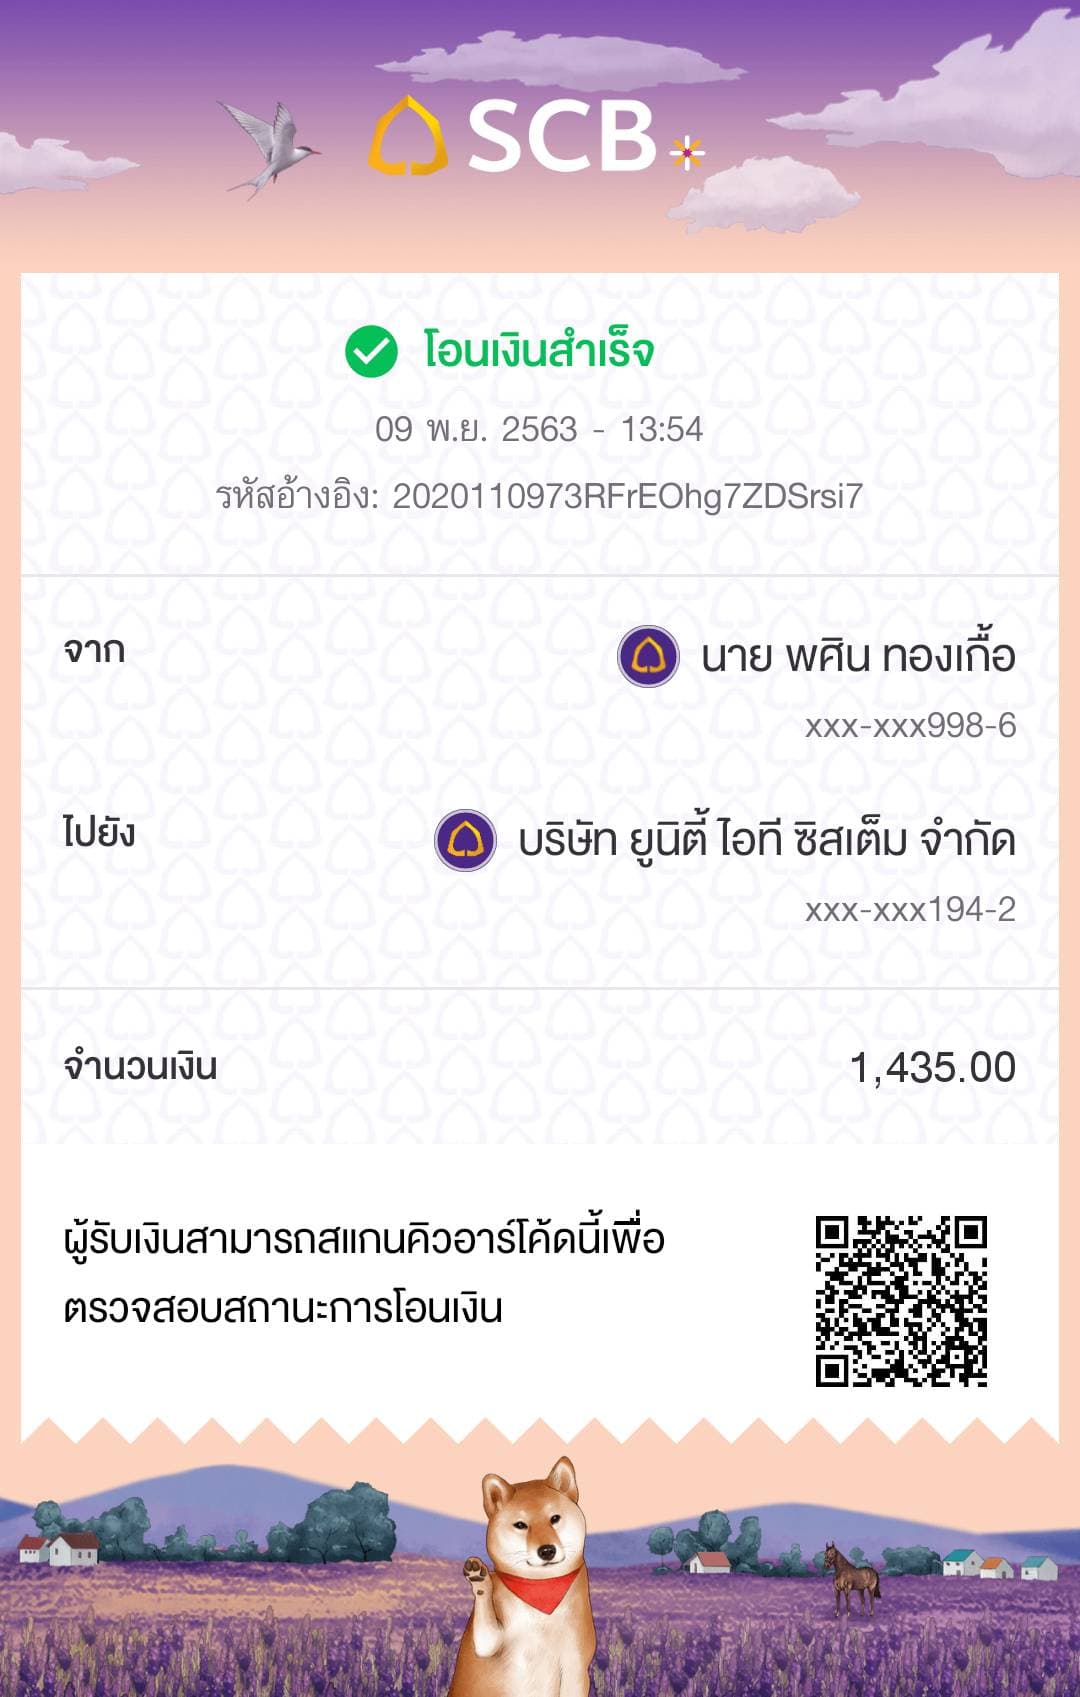 SCB
โอนเงินสำเร็จ
09 พ.ย. 2563 - 13:54
รหัสอ้างอิง: 2020110973RFrEOhg7ZDSrsi7
จาก
นาย พศิน ทองเกื้อ
xxx-xxx998-6
ไปยัง
บริษัท ยูนิตี้ ไอที ซิสเต็ม จำกัด
xxx-xxx194-2
จำนวนเงิน
1,435.00
ผู้รับเงินสามารถสแกนคิวอาร์โค้ดนี้เพื่อ
ตรวจสอบสถานะการโอนเงิน